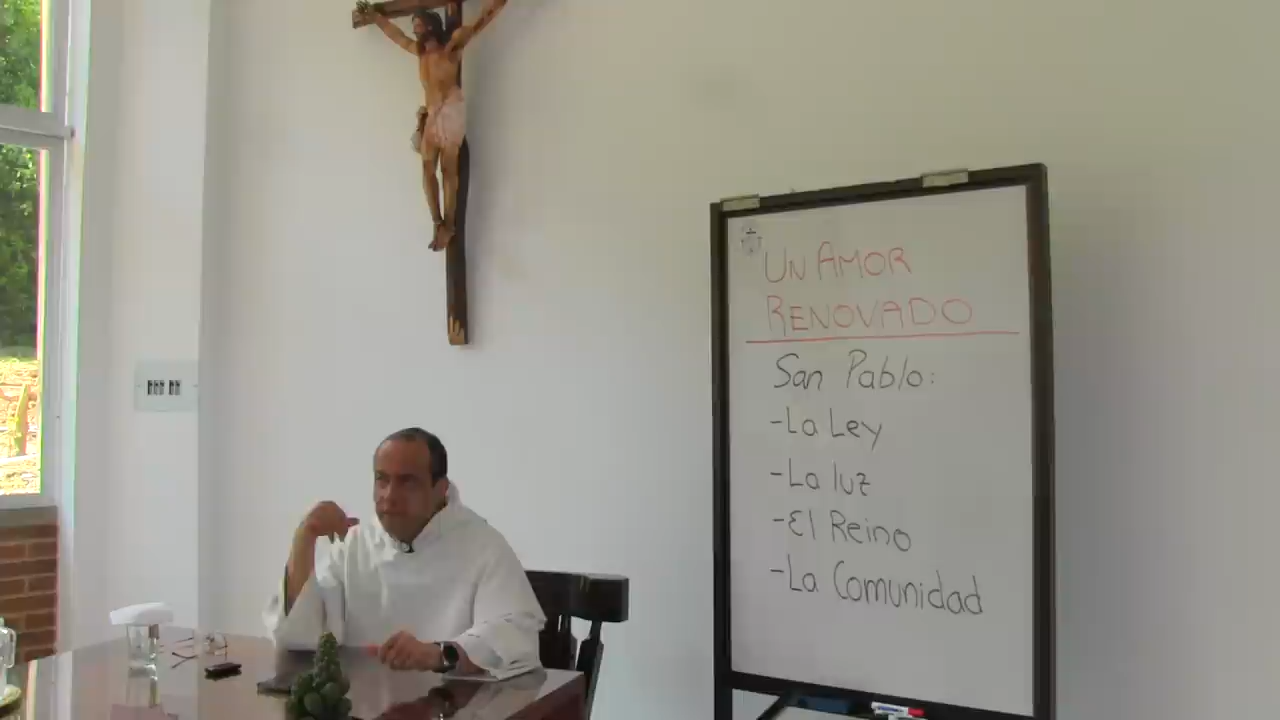 UN AMOR
RENOVADO
San Pablo:
-La Ley
-La luz
-El Reino
-La Comunidad